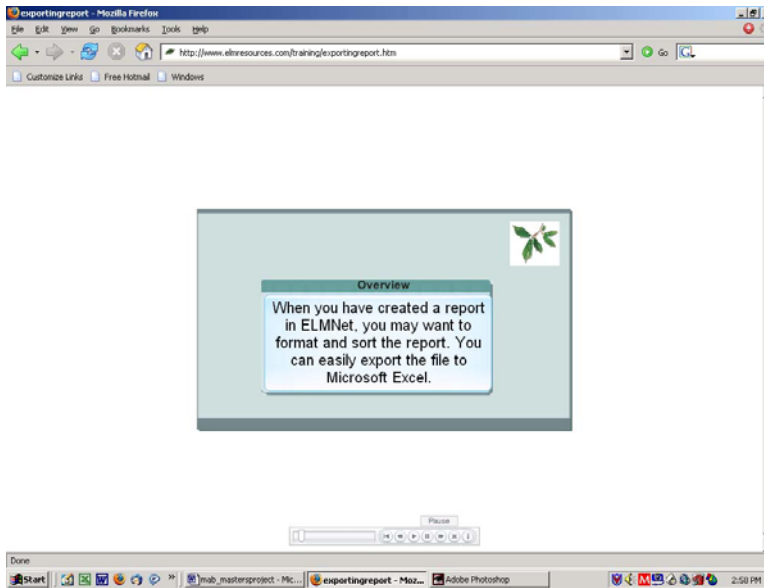 exportingreport - Mozilla Firefox
File Edit View Go Bookmarks Tools Help
http://www.elmresources.com/training/exportingreport.htm
Go
Customize Links Free Hotmail Windows
Overview
When you have created a report
in ELMNet, you may want to
format and sort the report. You
can easily export the file to
Microsoft Excel.
Pause
Done
Start
mab_mastersproject - Mic...
exportingreport - Moz...
Adobe Photoshop
2:58 PM